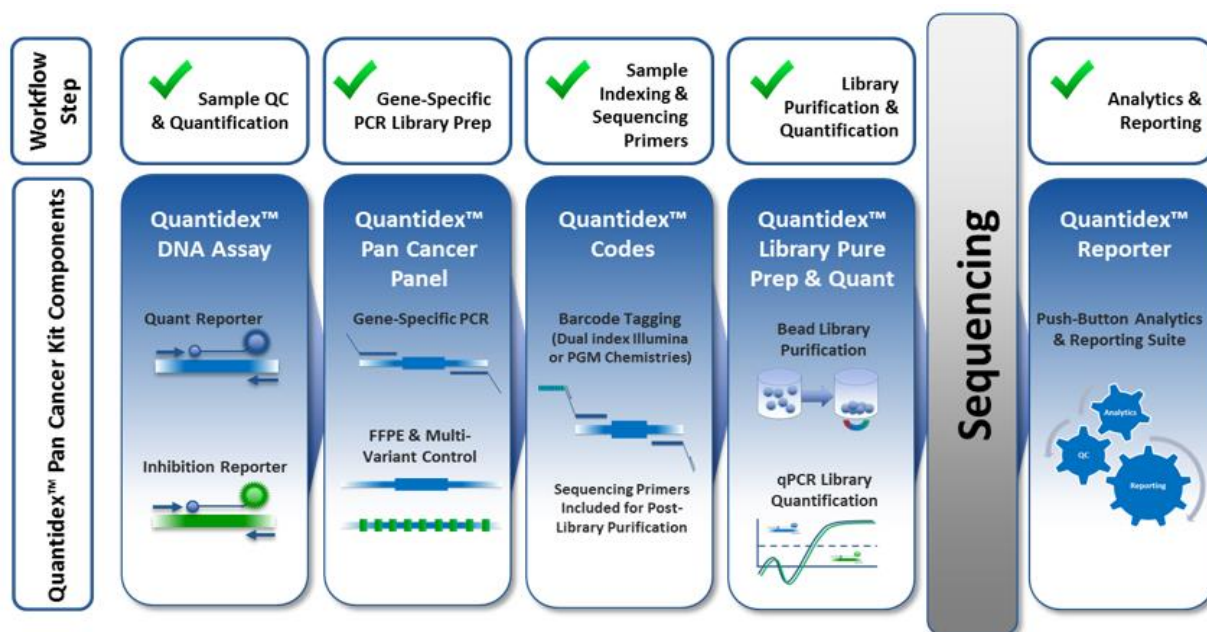 Workflow
Step
Sample QC
& Quantification
Gene-Specific
PCR Library Prep
Sample
Indexing &
Sequencing
Primers
Library
Purification &
Quantification
Analytics &
Reporting
Quantidex™ Pan Cancer Kit Components
Quantidex™
DNA Assay
Quant Reporter
Inhibition Reporter
Quantidex™
Pan Cancer
Panel
Gene-Specific PCR
FFPE & Multi-
Variant Control
Quantidex™
Codes
Barcode Tagging
(Dual index Illumina
or PGM Chemistries)
Sequencing Primers
Included for Post-
Library Purification
Quantidex™
Library Pure
Prep & Quant
Bead Library
Purification
qPCR Library
Quantification
Sequencing
Quantidex™
Reporter
Push-Button Analytics
& Reporting Suite
Analytics
QC
Reporting